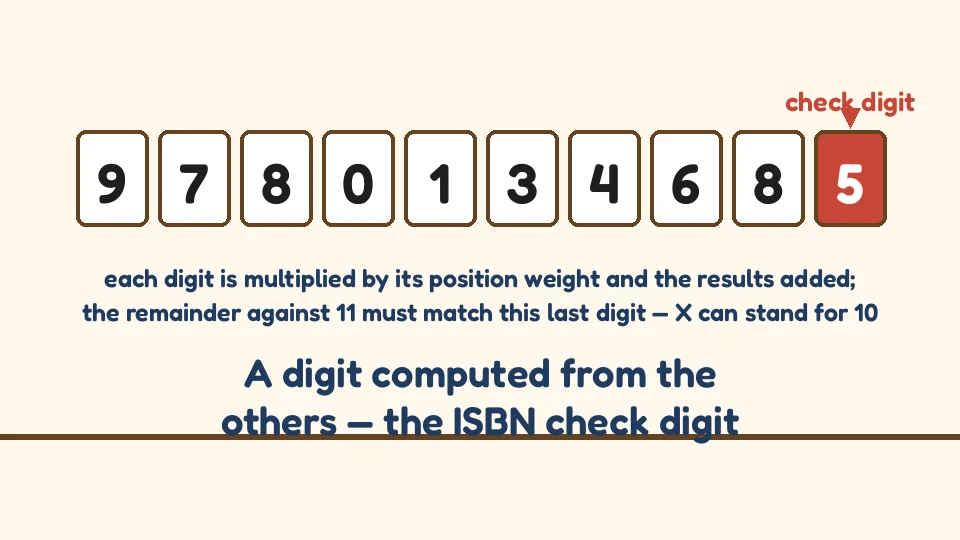 check digit
9 7 8 0 1 3 4 6 8 5
each digit is multiplied by its position weight and the results added;
the remainder against 11 must match this last digit — X can stand for 10
A digit computed from the
others — the ISBN check digit